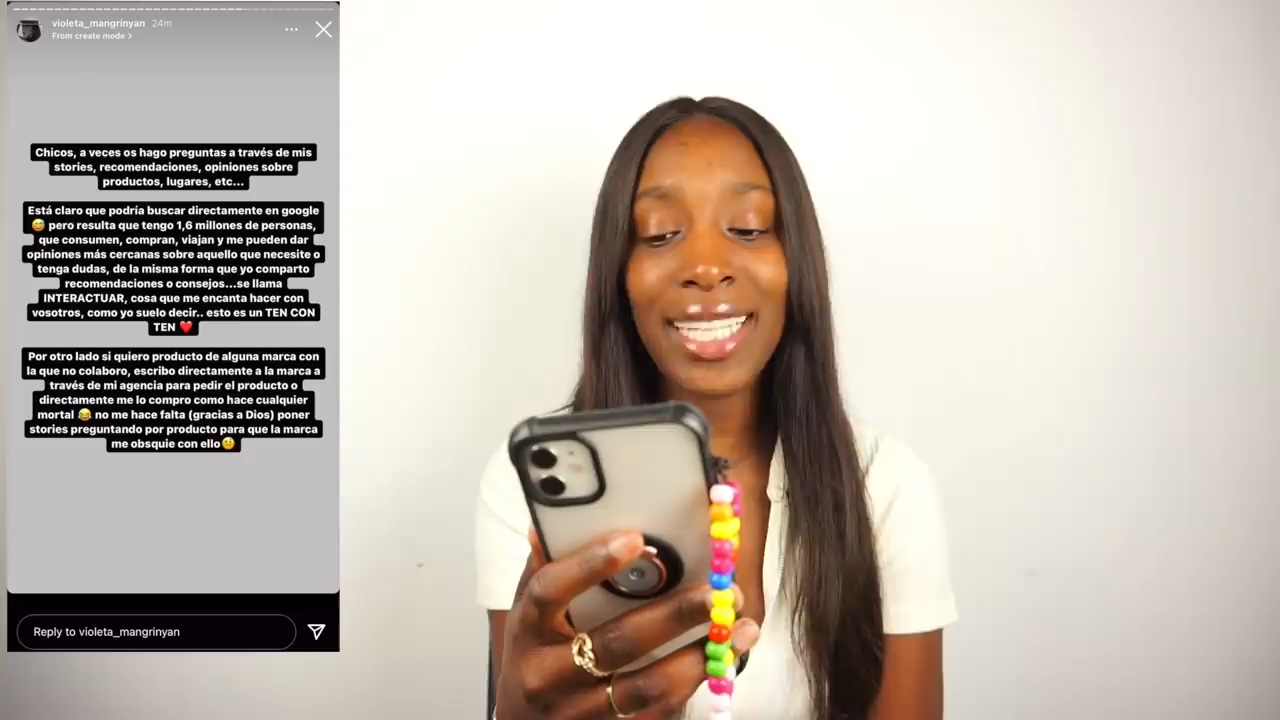 violeta_mangrinyan 24m
From create mode >
Chicos, a veces os hago preguntas a través de mis
stories, recomendaciones, opiniones sobre
productos, lugares, etc...
Está claro que podría buscar directamente en google
😅 pero resulta que tengo 1,6 millones de personas,
que consumen, compran, viajan y me pueden dar
opiniones más cercanas sobre aquello que necesite o
tenga dudas, de la misma forma que yo comparto
recomendaciones o consejos...se llama
INTERACTUAR, cosa que me encanta hacer con
vosotros, como yo suelo decir.. esto es un TEN CON
TEN ❤️
Por otro lado si quiero producto de alguna marca con
la que no colaboro, escribo directamente a la marca a
través de mi agencia para pedir el producto o
directamente me lo compro como hace cualquier
mortal 😂 no me hace falta (gracias a Dios) poner
stories preguntando por producto para que la marca
me obsquie con ello😐
Reply to violeta_mangrinyan